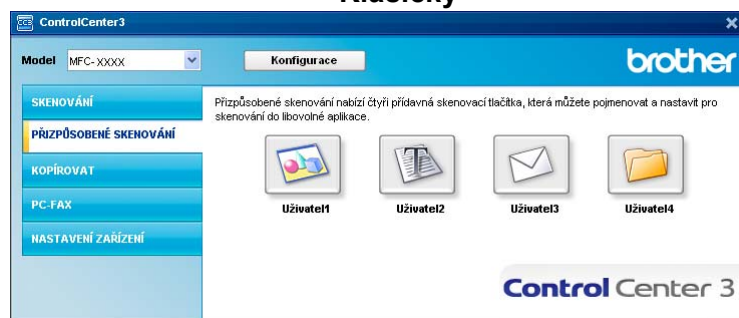 ControlCenter3
Model MFC-XXXX Konfigurace
brother
SKENOVÁNÍ
PŘIZPŮSOBENÉ SKENOVÁNÍ
KOPÍROVAT
PC-FAX
NASTAVENÍ ZAŘÍZENÍ
Přizpůsobené skenování nabízí čtyři přídavná skenovací tlačítka, která můžete pojmenovat a nastavit pro
skenování do libovolné aplikace.
Uživatel1 Uživatel2 Uživatel3 Uživatel4
Control Center 3